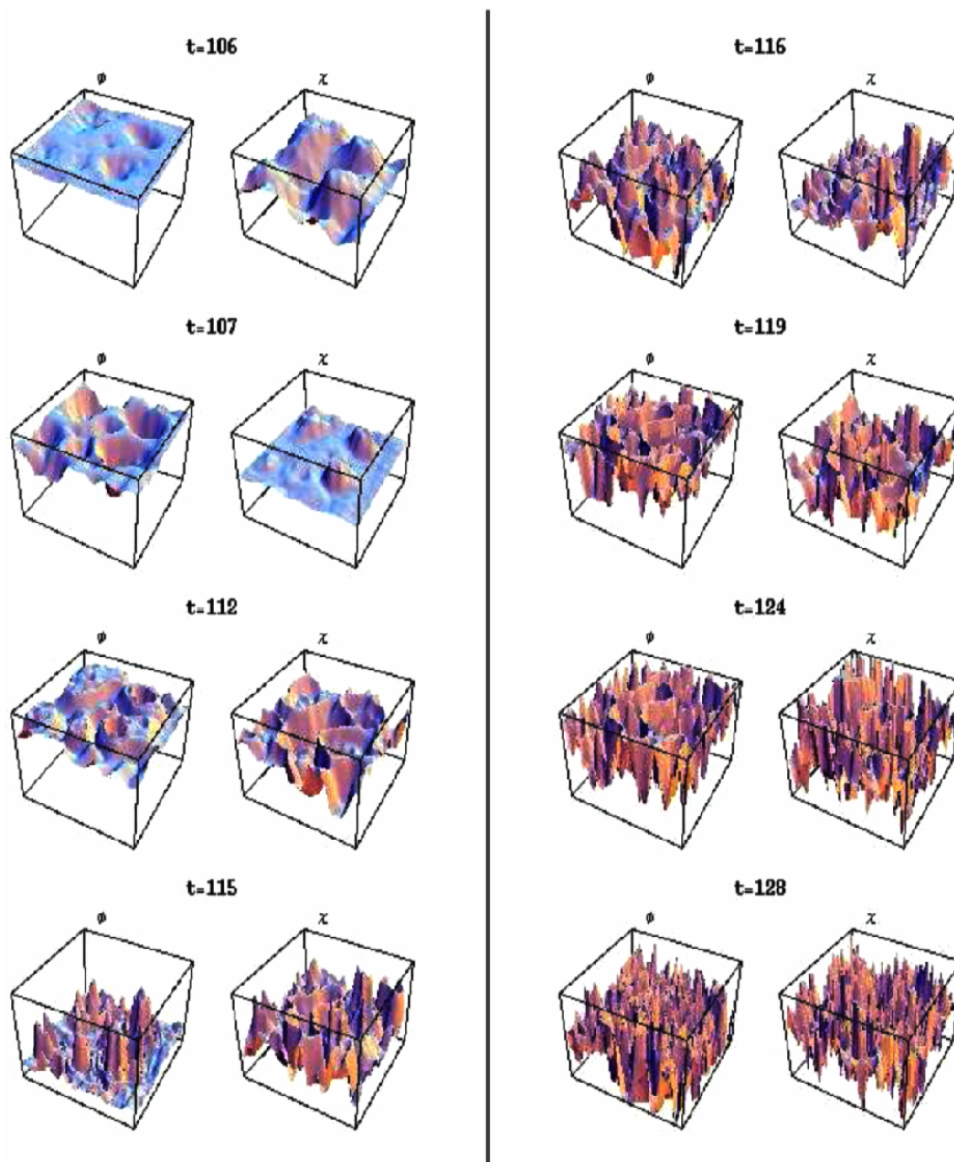 t=106
ϕ χ
t=107
ϕ χ
t=112
ϕ χ
t=115
ϕ χ
t=116
ϕ χ
t=119
ϕ χ
t=124
ϕ χ
t=128
ϕ χ